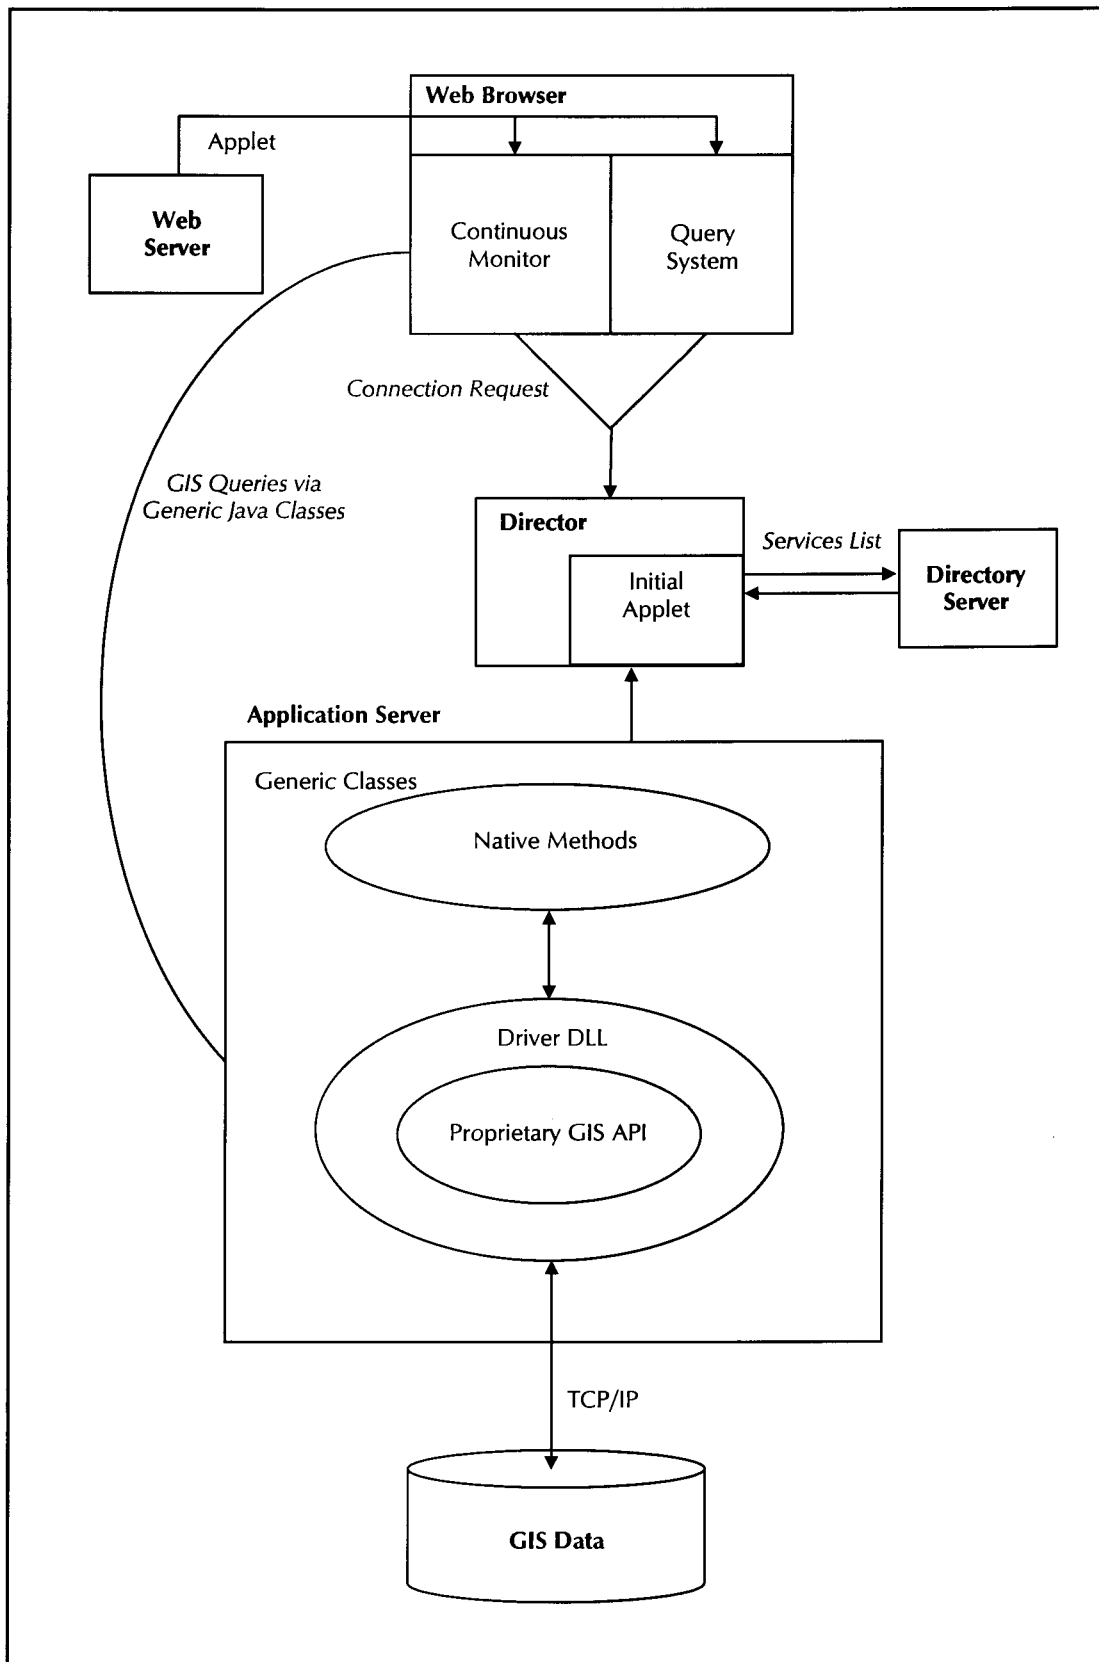 Web Browser
Applet
Web
Server
Continuous
Monitor
Query
System
Connection Request
GIS Queries via
Generic Java Classes
Director
Initial
Applet
Services List
Directory
Server
Application Server
Generic Classes
Native Methods
Driver DLL
Proprietary GIS API
TCP/IP
GIS Data